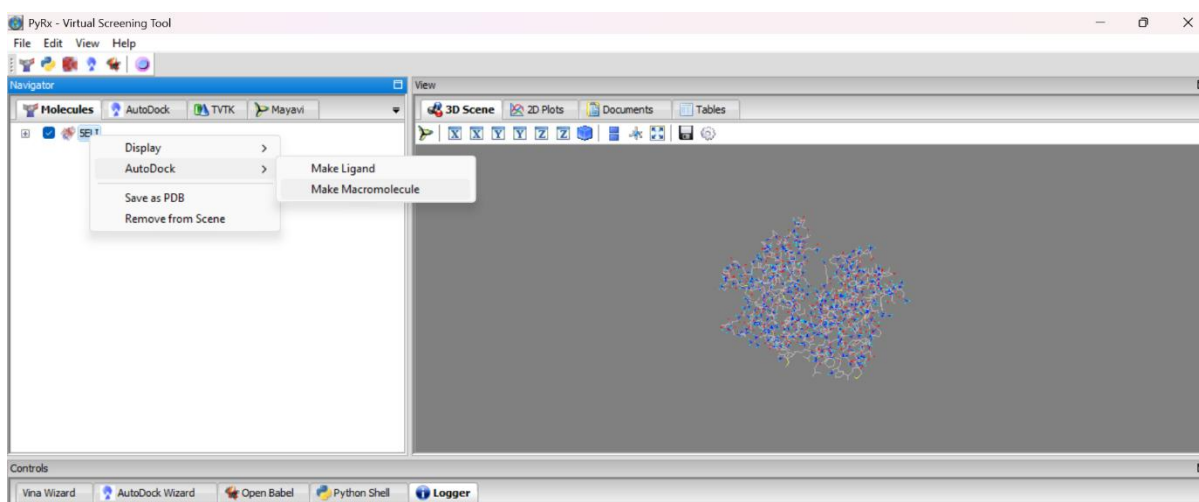 PyRx - Virtual Screening Tool
File Edit View Help
Navigator
View
Molecules AutoDock TVTK Mayavi
3D Scene 2D Plots Documents Tables
X X Y Y Z Z
Display
AutoDock
Make Ligand
Make Macromolecule
Save as PDB
Remove from Scene
Controls
Vina Wizard AutoDock Wizard Open Babel Python Shell Logger